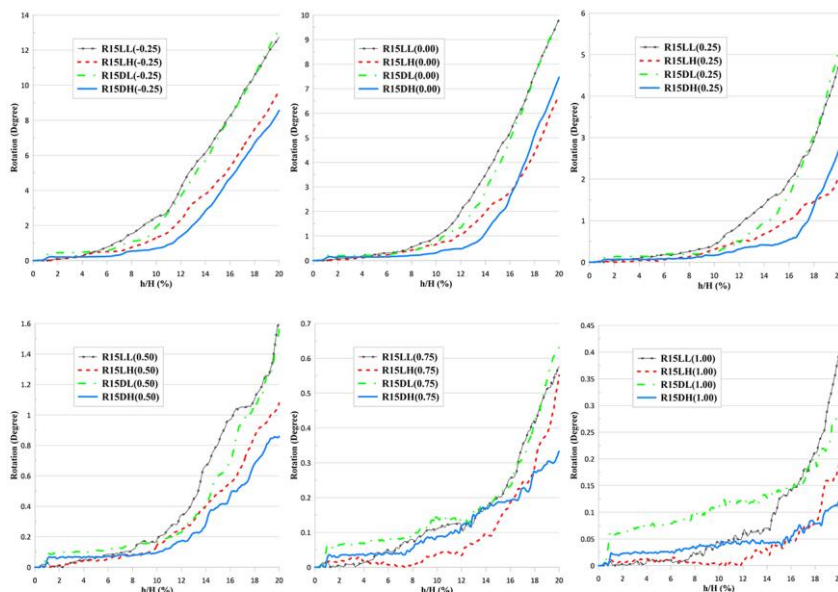 14
12
10
8
6
4
2
0
Rotation (Degree)
R15LL(-0.25)
R15LH(-0.25)
R15DL(-0.25)
R15DH(-0.25)
0 2 4 6 8 10 12 14 16 18 20
h/H (%)
10
9
8
7
6
5
4
3
2
1
0
Rotation (Degree)
R15LL(0.00)
R15LH(0.00)
R15DL(0.00)
R15DH(0.00)
0 2 4 6 8 10 12 14 16 18 20
h/H (%)
6
5
4
3
2
1
0
Rotation (Degree)
R15LL(0.25)
R15LH(0.25)
R15DL(0.25)
R15DH(0.25)
0 2 4 6 8 10 12 14 16 18 20
h/H (%)
1.6
1.4
1.2
1
0.8
0.6
0.4
0.2
0
Rotation (Degree)
R15LL(0.50)
R15LH(0.50)
R15DL(0.50)
R15DH(0.50)
0 2 4 6 8 10 12 14 16 18 20
h/H (%)
0.7
0.6
0.5
0.4
0.3
0.2
0.1
0
Rotation (Degree)
R15LL(0.75)
R15LH(0.75)
R15DL(0.75)
R15DH(0.75)
0 2 4 6 8 10 12 14 16 18 20
h/H (%)
0.45
0.4
0.35
0.3
0.25
0.2
0.15
0.1
0.05
0
Rotation (Degree)
R15LL(1.00)
R15LH(1.00)
R15DL(1.00)
R15DH(1.00)
0 2 4 6 8 10 12 14 16 18 20
h/H (%)